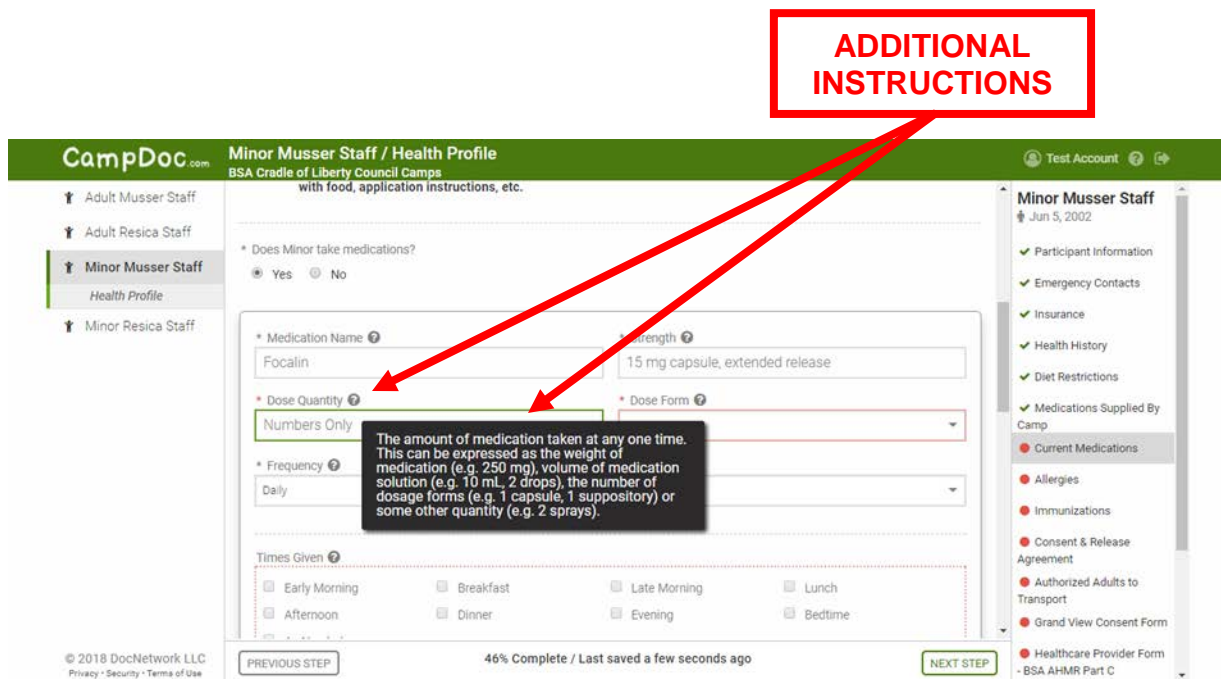 ADDITIONAL
INSTRUCTIONS
CampDoc.com
Minor Musser Staff / Health Profile
BSA Cradle of Liberty Council Camps
Test Account
Adult Musser Staff
Adult Resica Staff
Minor Musser Staff
Health Profile
Minor Resica Staff
with food, application instructions, etc.
* Does Minor take medications?
Yes No
* Medication Name
Focalin
* Strength
15 mg capsule, extended release
* Dose Quantity
Numbers Only
* Dose Form
The amount of medication taken at any one time.
This can be expressed as the weight of
medication (e.g. 250 mg), volume of medication
solution (e.g. 10 mL, 2 drops), the number of
dosage forms (e.g. 1 capsule, 1 suppository) or
some other quantity (e.g. 2 sprays).
* Frequency
Daily
Times Given
Early Morning Breakfast Late Morning Lunch
Afternoon Dinner Evening Bedtime
Minor Musser Staff
Jun 5, 2002
Participant Information
Emergency Contacts
Insurance
Health History
Diet Restrictions
Medications Supplied By
Camp
Current Medications
Allergies
Immunizations
Consent & Release
Agreement
Authorized Adults to
Transport
Grand View Consent Form
Healthcare Provider Form
- BSA AHMR Part C
© 2018 DocNetwork LLC
Privacy • Security • Terms of Use
PREVIOUS STEP
46% Complete / Last saved a few seconds ago
NEXT STEP